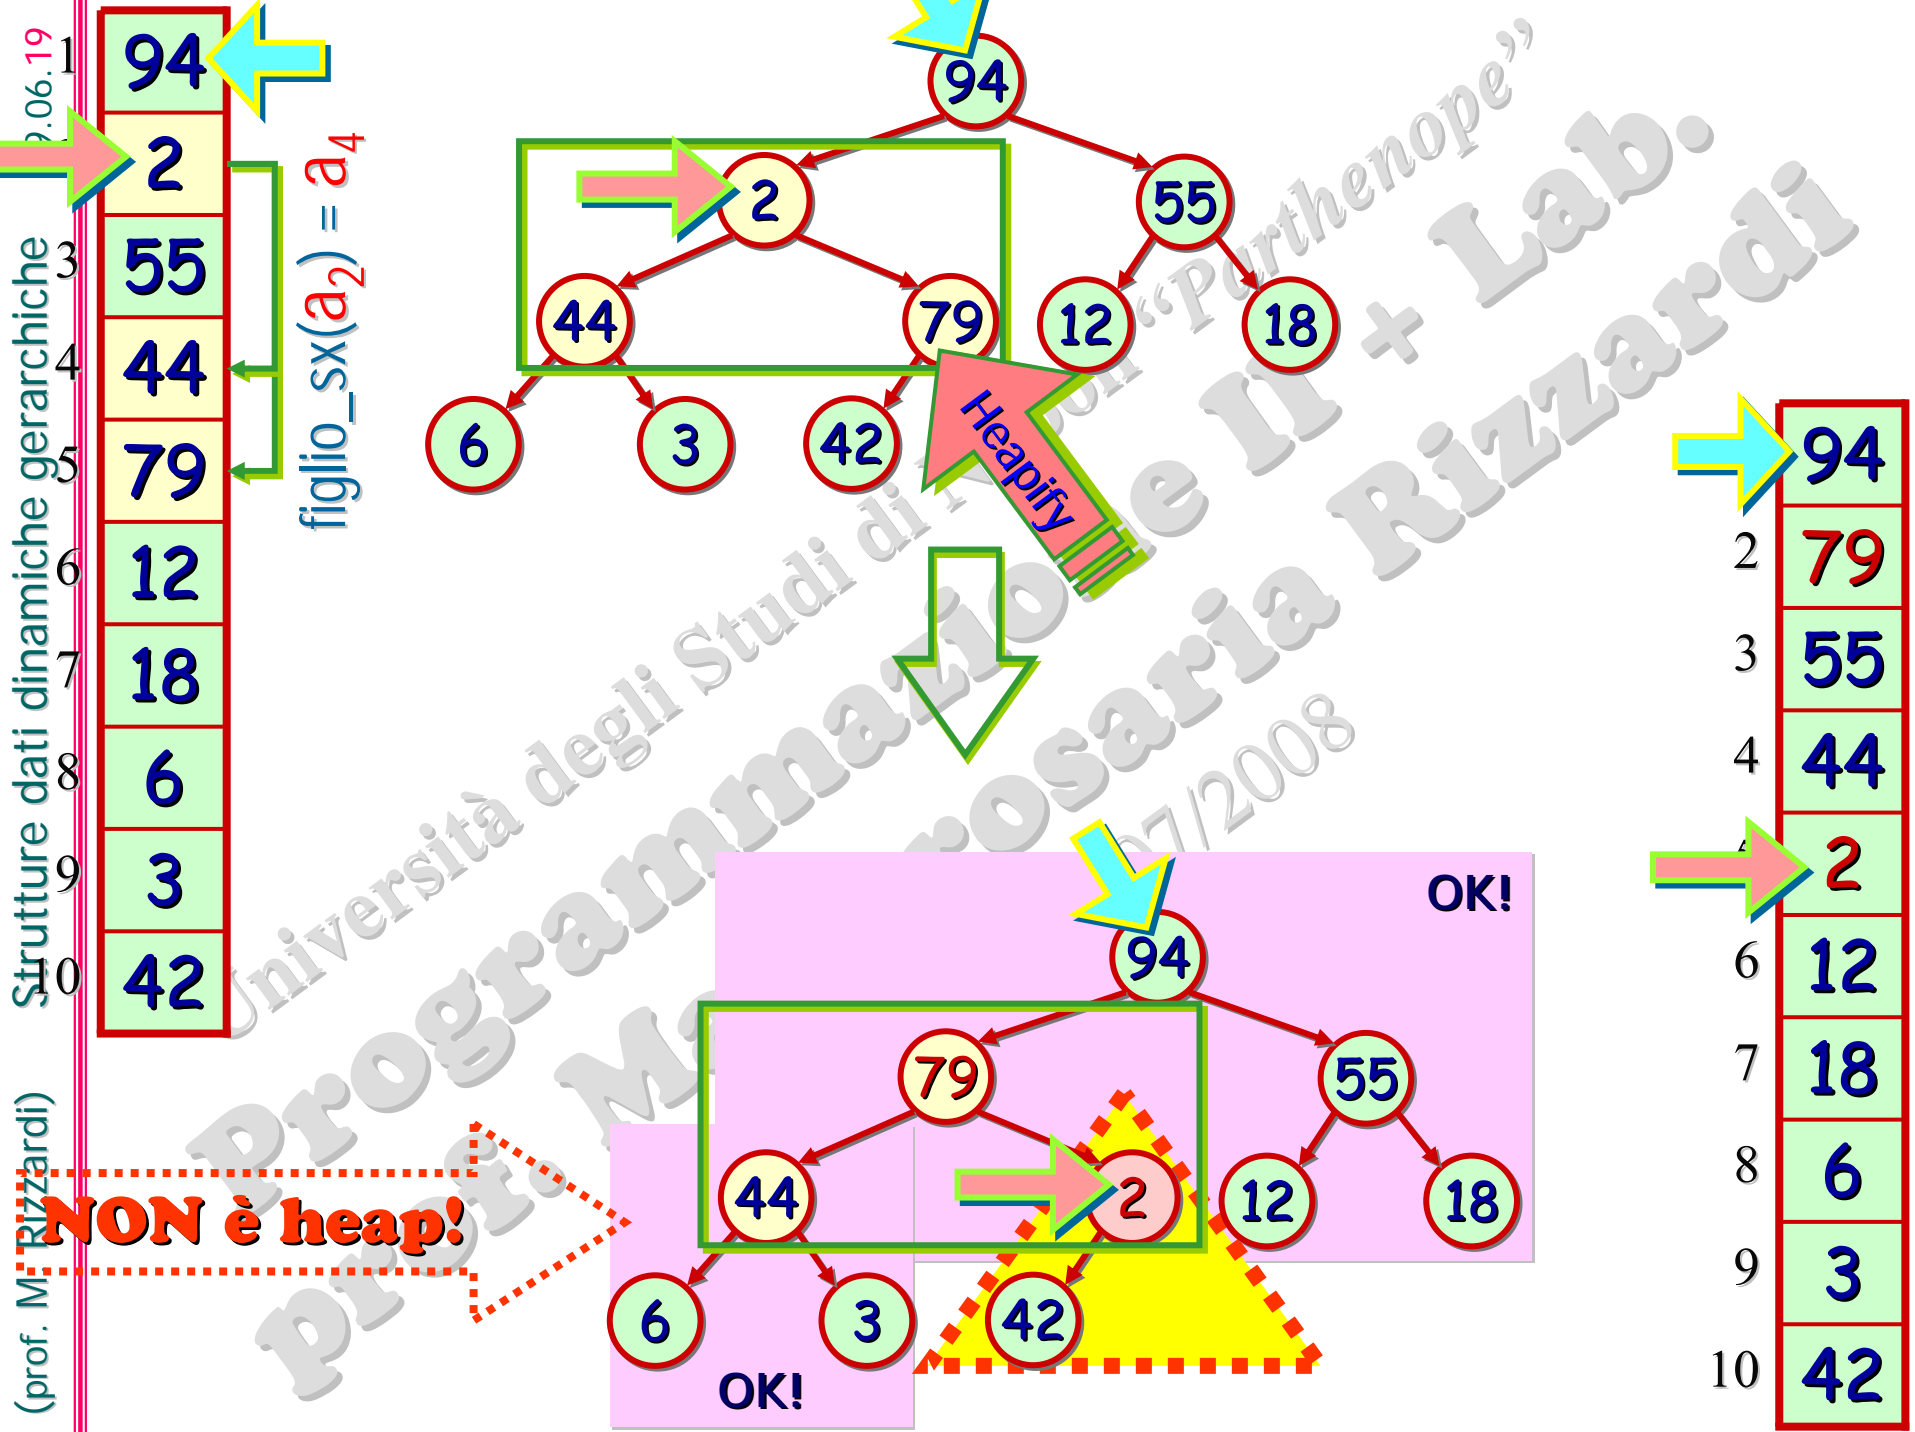 (prof. M. Rizzardi) Strutture dati dinamiche gerarchiche 9.06.19
1 94
2
3 55
4 44
5 79
6 12
7 18
8 6
9 3
10 42
figlio_sx(a2) = a4
94
2 55
44 79 12 18
6 3 42
Heapify
Università degli Studi di Napoli “Parthenope”
Programmazione II + Lab.
prof. Mariarosaria Rizzardi
07/2008
OK!
94
79 55
44 2 12 18
6 3 42
OK!
NON è heap!
94
2 79
3 55
4 44
2
6 12
7 18
8 6
9 3
10 42